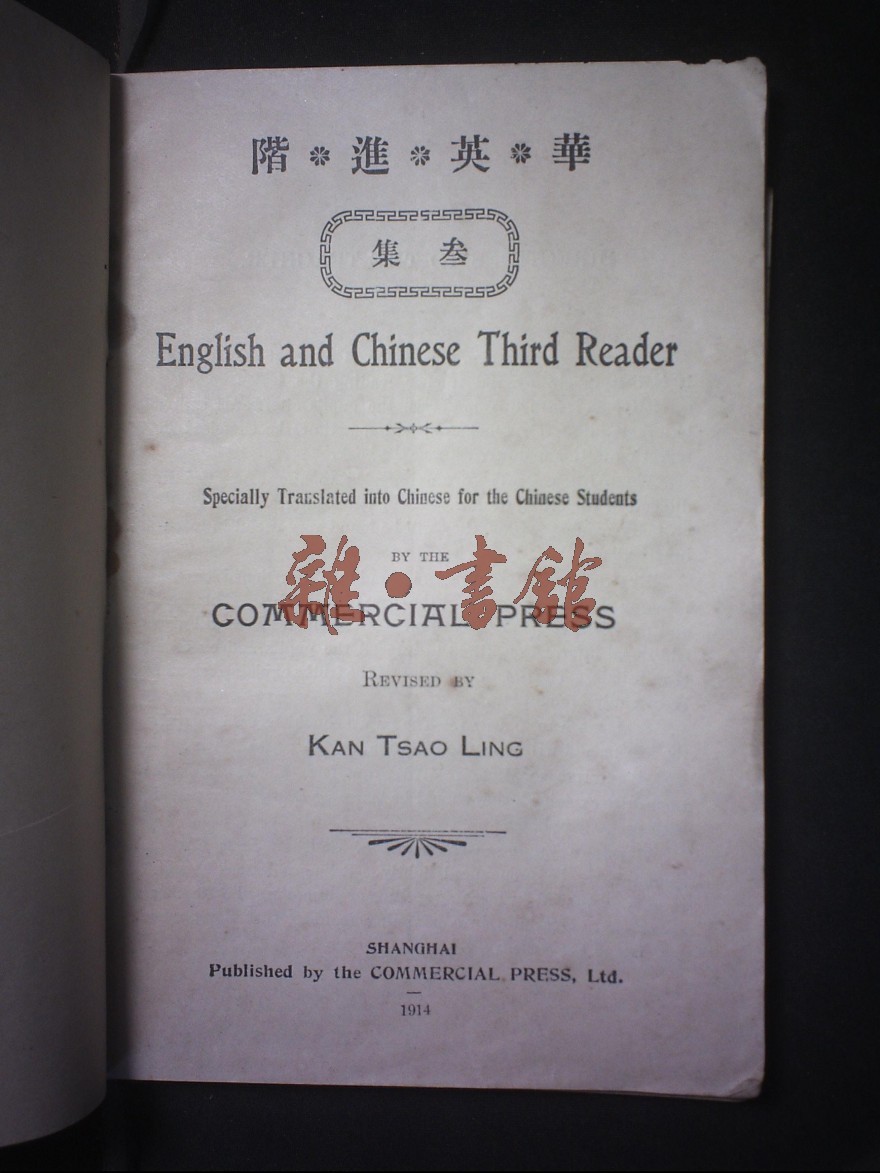 華英進階
叁集
English and Chinese Third Reader
Specially Translated into Chinese for the Chinese Students
BY THE
雜·書館
COMMERCIAL PRESS
REVISED BY
KAN TSAO LING
SHANGHAI
Published by the COMMERCIAL PRESS, Ltd.
1914